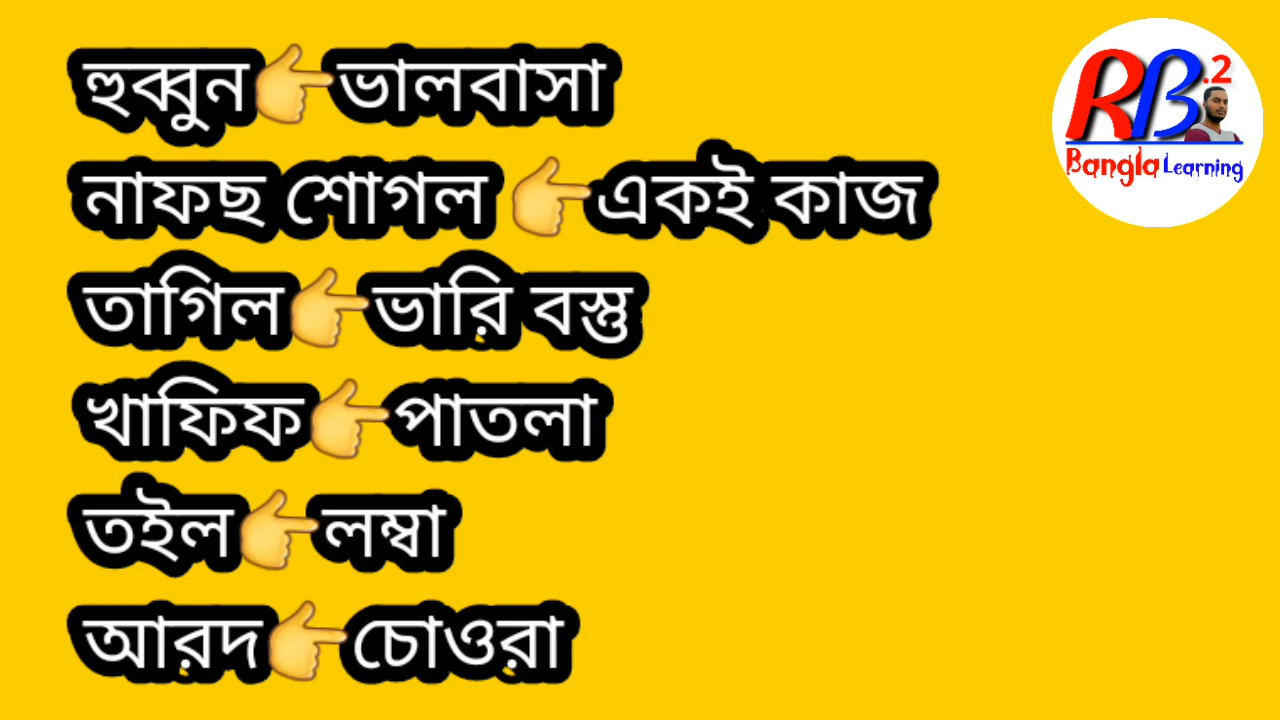 হুব্বুন👉ভালবাসা
নাফছ শোগল 👉একই কাজ
তাগিল👉ভারি বস্তু
খাফিফ👉পাতলা
তইল👉লম্বা
আরদ👉চোওরা
RB.2
Bangla Learning